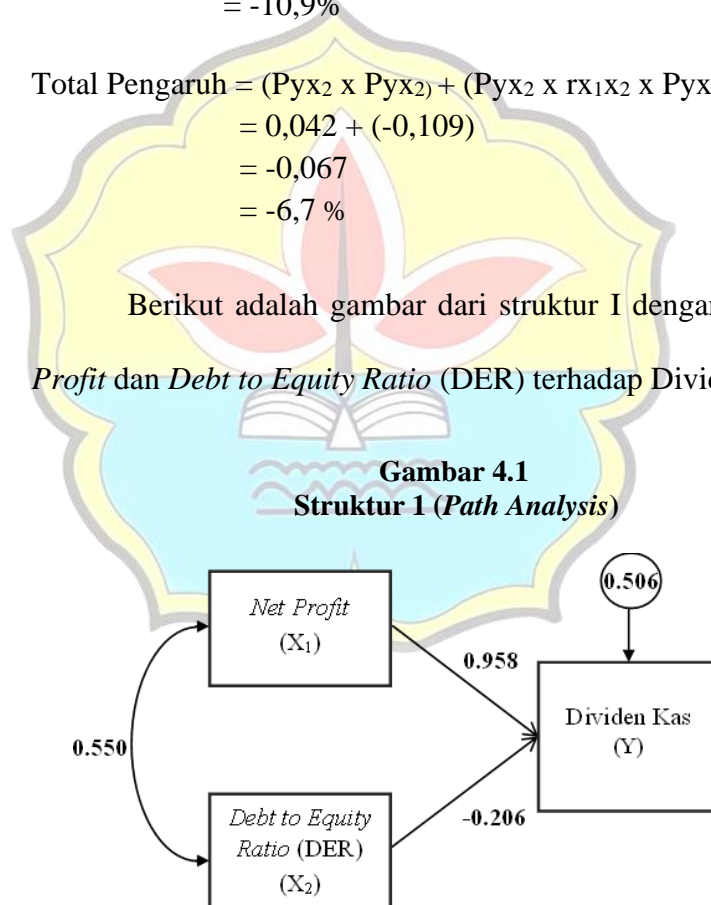 = -10,9%
Total Pengaruh = (Pyx₂ x Pyx₂) + (Pyx₂ x rx₁x₂ x Pyx
= 0,042 + (-0,109)
= -0,067
= -6,7 %
Berikut adalah gambar dari struktur I dengan
Profit dan Debt to Equity Ratio (DER) terhadap Divid
Gambar 4.1
Struktur 1 (Path Analysis)
0.506
Net Profit
(X₁)
0.958
Dividen Kas
(Y)
0.550
-0.206
Debt to Equity
Ratio (DER)
(X₂)